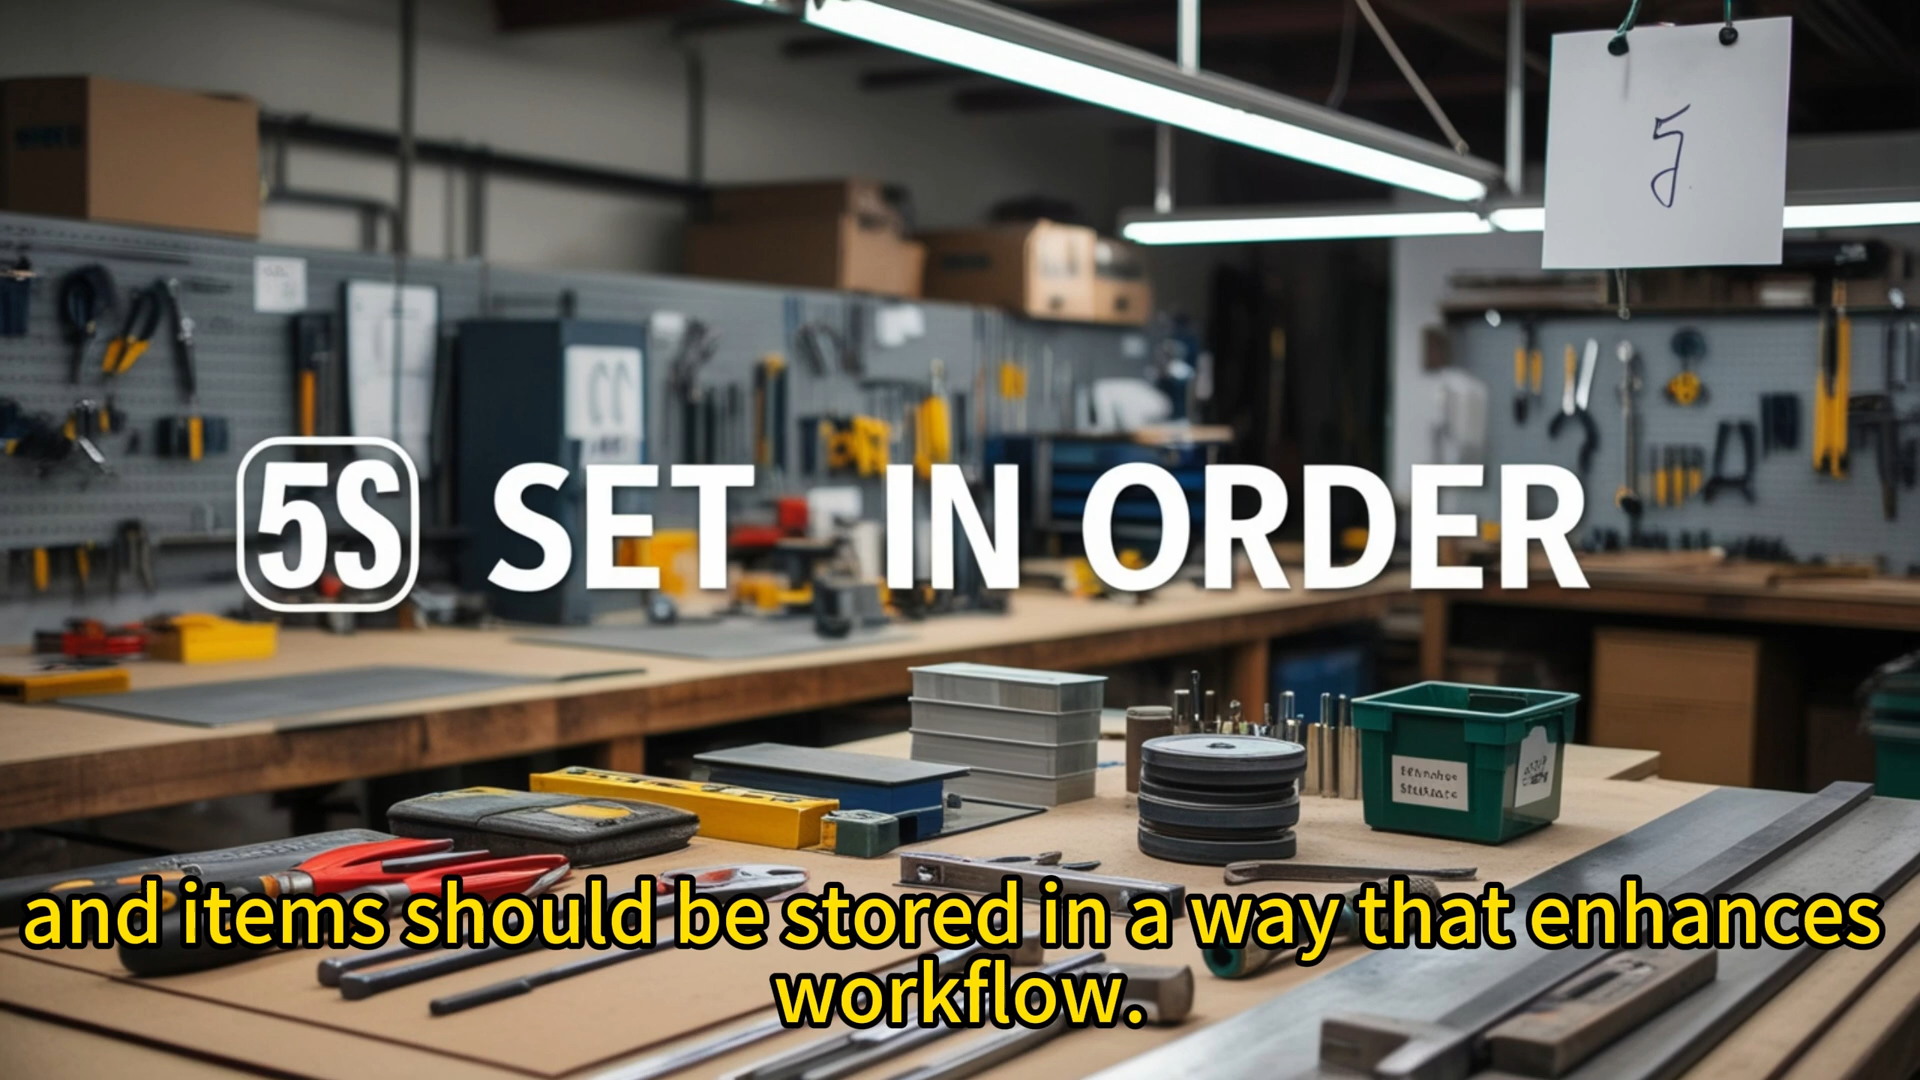 5S SET IN ORDER
and items should be stored in a way that enhances
workflow.